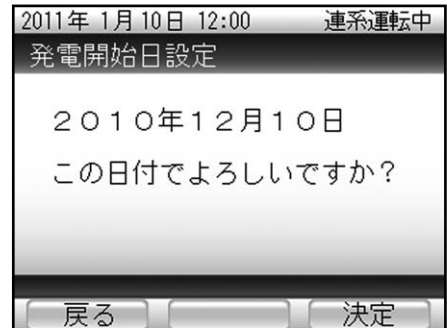 2011年 1月10日 12:00 連系運転中
発電開始日設定
２０１０年１２月１０日
この日付でよろしいですか？
戻る 決定